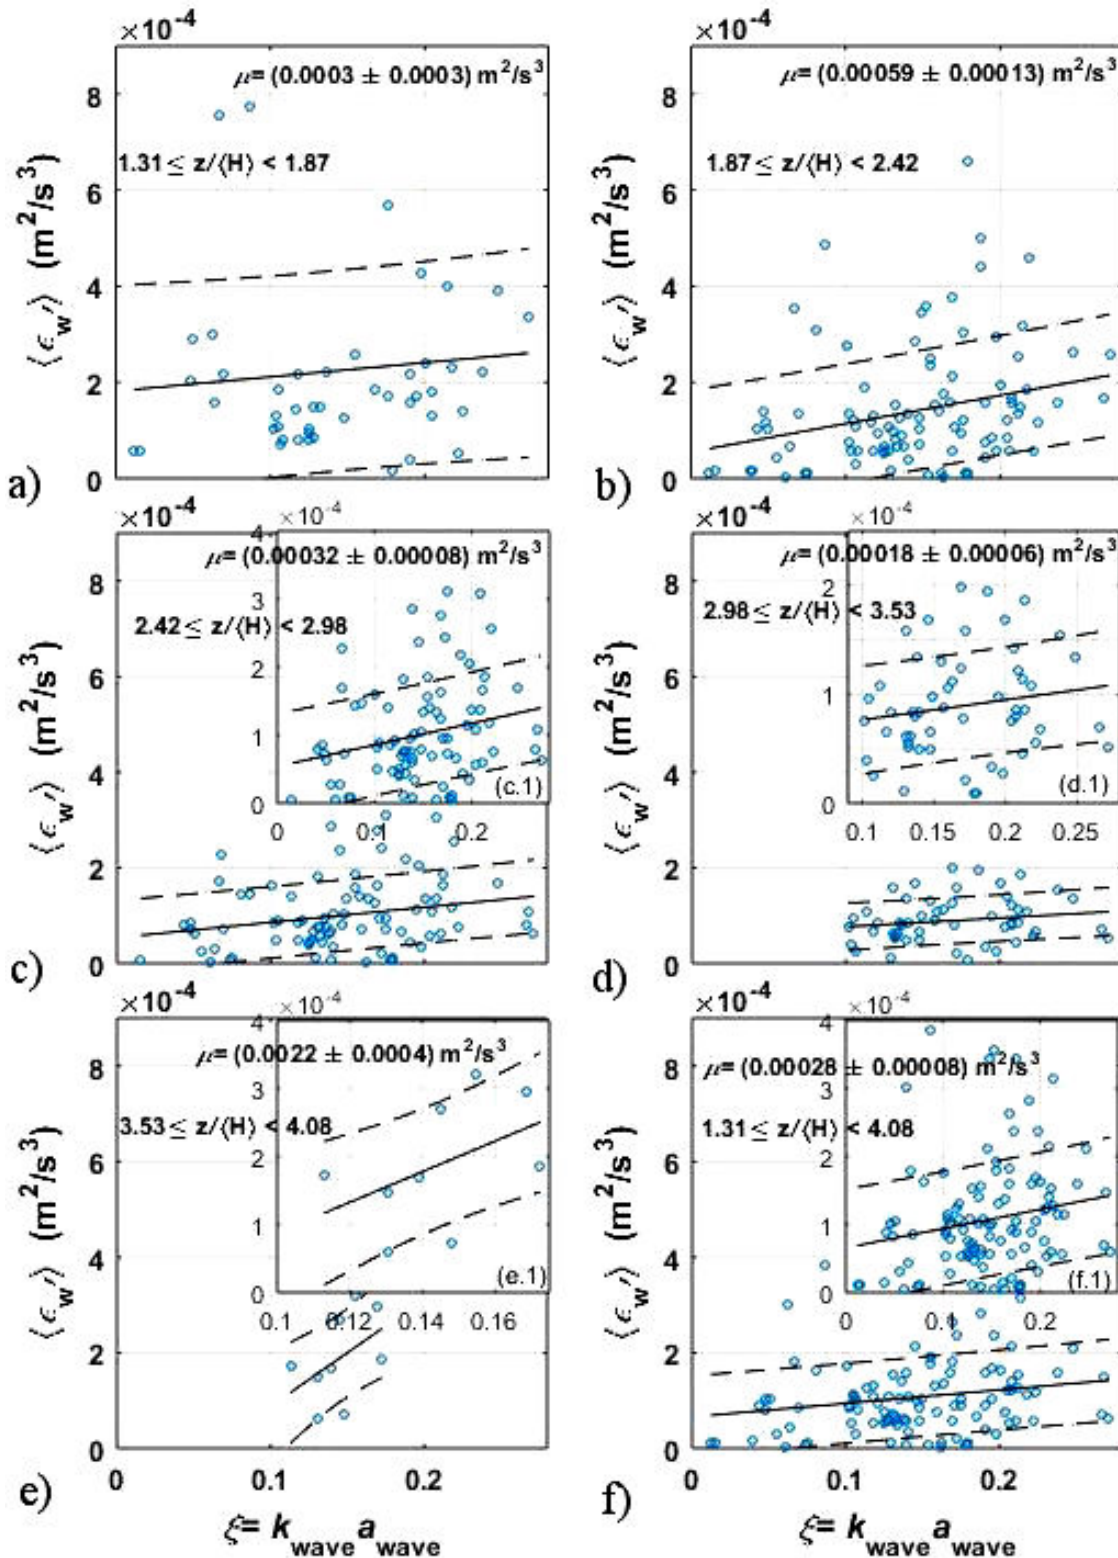 ×10⁻⁴
μ= (0.0003 ± 0.0003) m²/s³
1.31 ≤ z/⟨H⟩ < 1.87
⟨ϵ_w′⟩ (m²/s³)
8
6
4
2
0
a)
×10⁻⁴
μ= (0.00059 ± 0.00013) m²/s³
1.87 ≤ z/⟨H⟩ < 2.42
⟨ϵ_w′⟩ (m²/s³)
8
6
4
2
0
b)
×10⁻⁴
×10⁻⁴
μ= (0.00032 ± 0.00008) m²/s³
2.42 ≤ z/⟨H⟩ < 2.98
⟨ϵ_w′⟩ (m²/s³)
8
6
4
2
0
4
3
2
1
0
(c.1)
0
0.1
0.2
c)
×10⁻⁴
×10⁻⁴
μ= (0.00018 ± 0.00006) m²/s³
2.98 ≤ z/⟨H⟩ < 3.53
⟨ϵ_w′⟩ (m²/s³)
8
6
4
2
0
2
1
0
(d.1)
0.1
0.15
0.2
0.25
d)
×10⁻⁴
×10⁻⁴
μ= (0.0022 ± 0.0004) m²/s³
3.53 ≤ z/⟨H⟩ < 4.08
⟨ϵ_w′⟩ (m²/s³)
8
6
4
2
0
4
3
2
1
0
(e.1)
0.1
0.12
0.14
0.16
e)
0
0.1
0.2
ξ= k_wave a_wave
×10⁻⁴
×10⁻⁴
μ= (0.00028 ± 0.00008) m²/s³
1.31 ≤ z/⟨H⟩ < 4.08
⟨ϵ_w′⟩ (m²/s³)
8
6
4
2
0
4
3
2
1
0
(f.1)
0
0.1
0.2
f)
0
0.1
0.2
ξ= k_wave a_wave